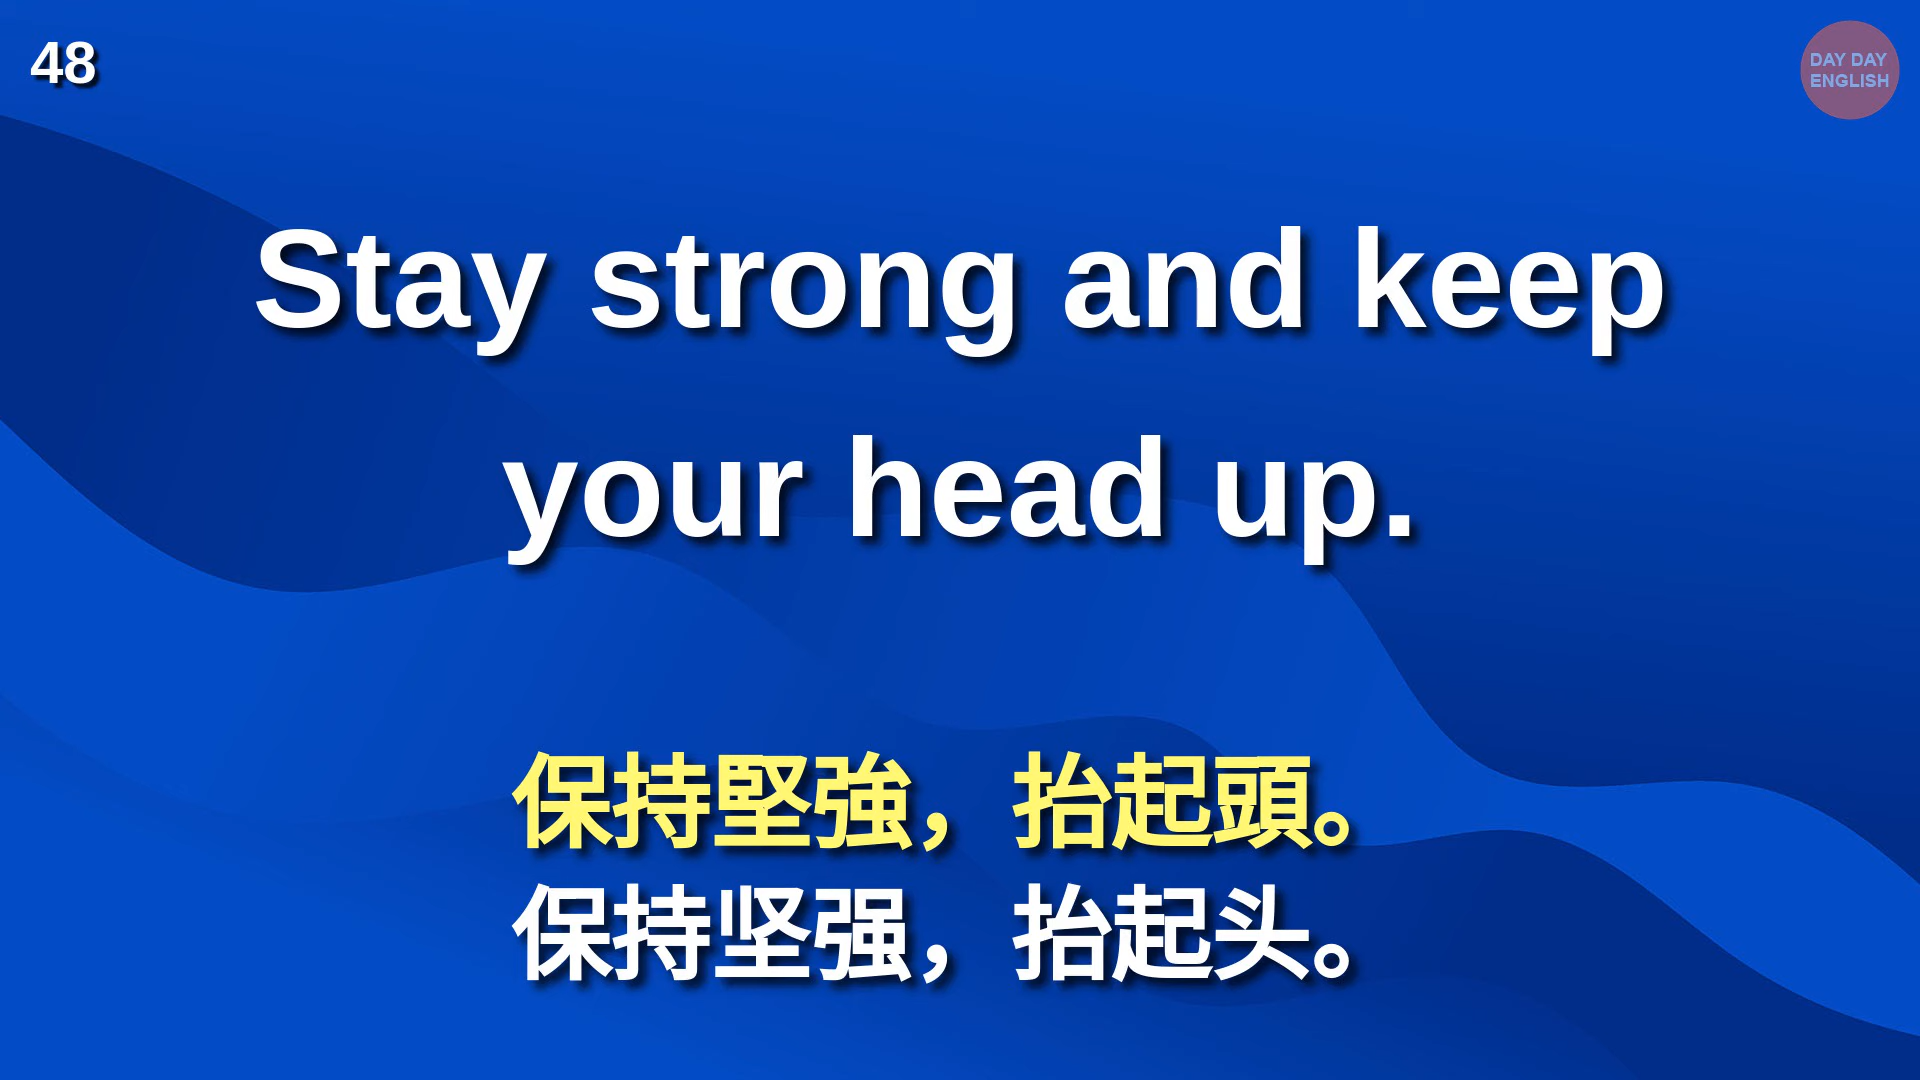 48
DAY DAY
ENGLISH
Stay strong and keep
your head up.
保持堅強，抬起頭。
保持坚强，抬起头。